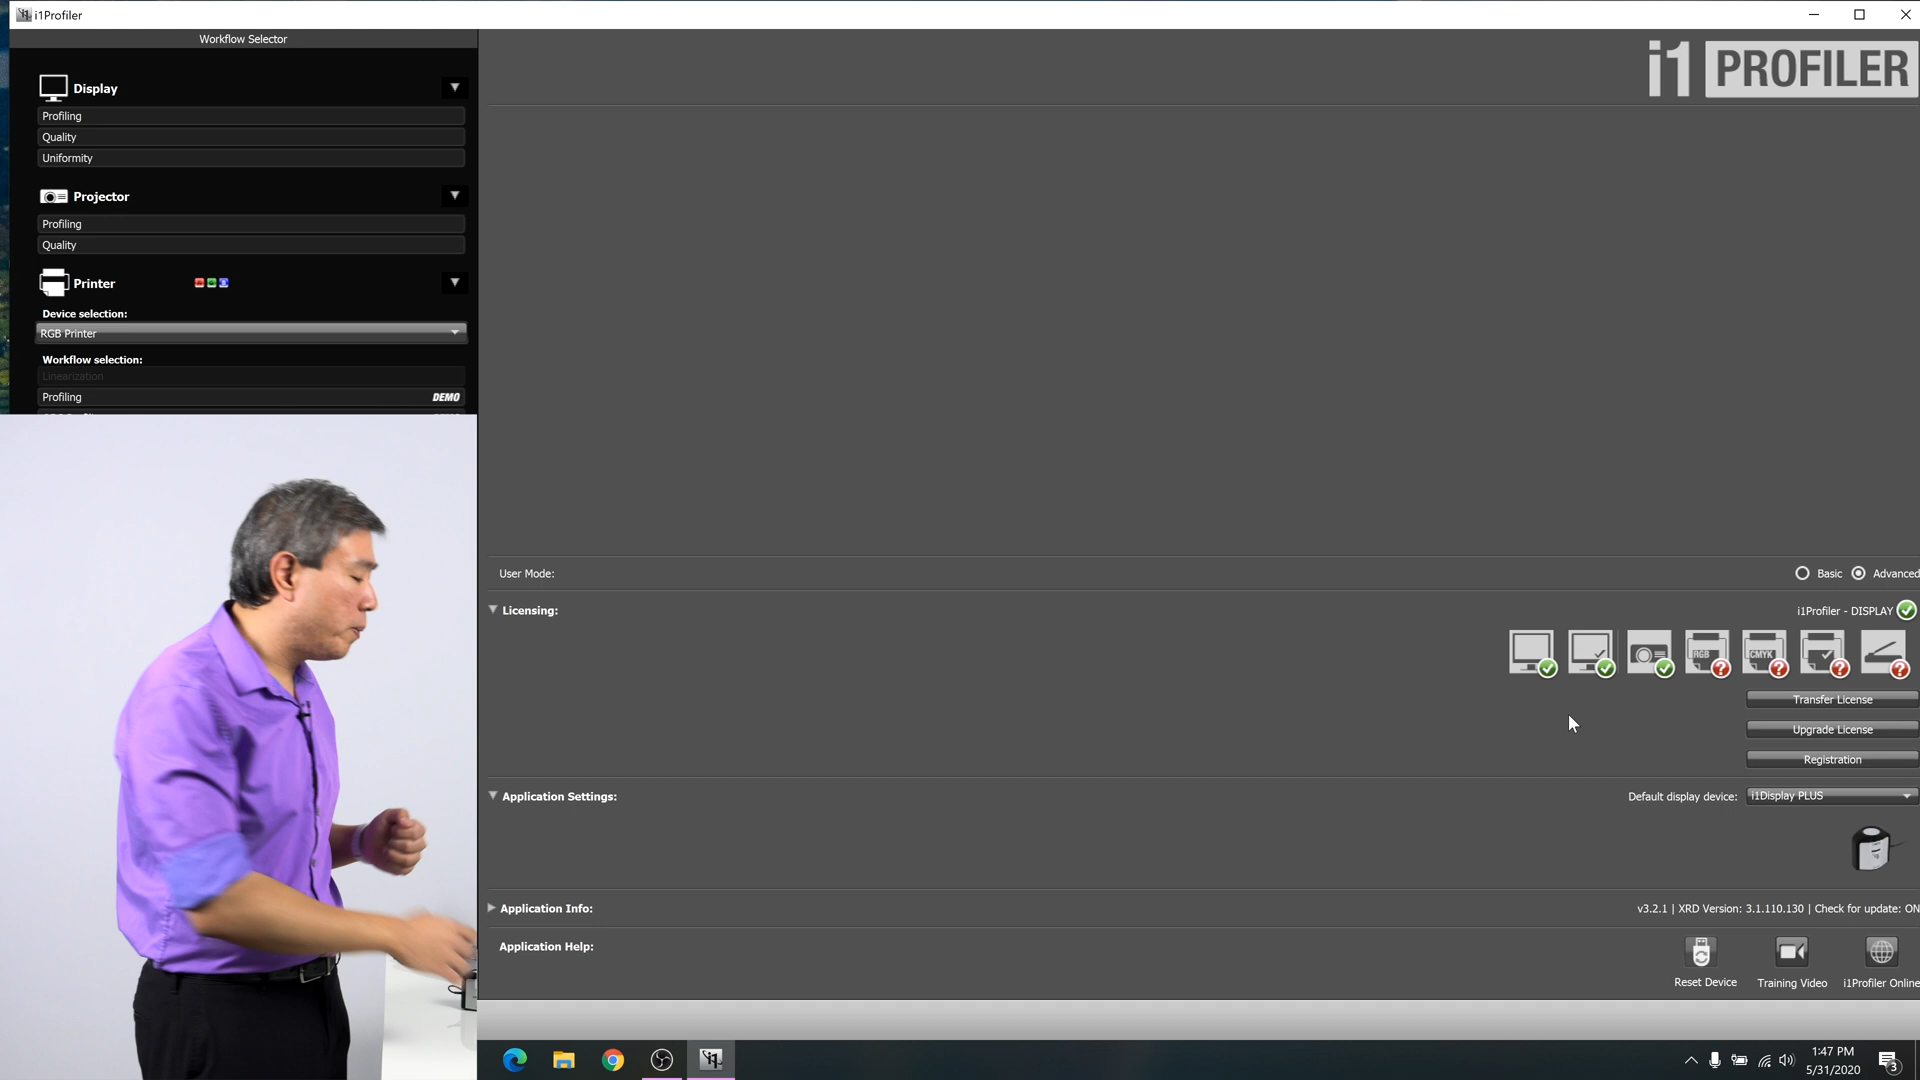 i1Profiler
Workflow Selector
i1 PROFILER
Display
Profiling
Quality
Uniformity
Projector
Profiling
Quality
Printer
Device selection:
RGB Printer
Workflow selection:
Linearization
Profiling DEMO
User Mode: Basic Advanced
Licensing: i1Profiler - DISPLAY
RGB CMYK
Transfer License
Upgrade License
Registration
Application Settings: Default display device: i1Display PLUS
Application Info: v3.2.1 | XRD Version: 3.1.110.130 | Check for update: ON
Application Help:
Reset Device Training Video i1Profiler Online
1:47 PM
5/31/2020
3